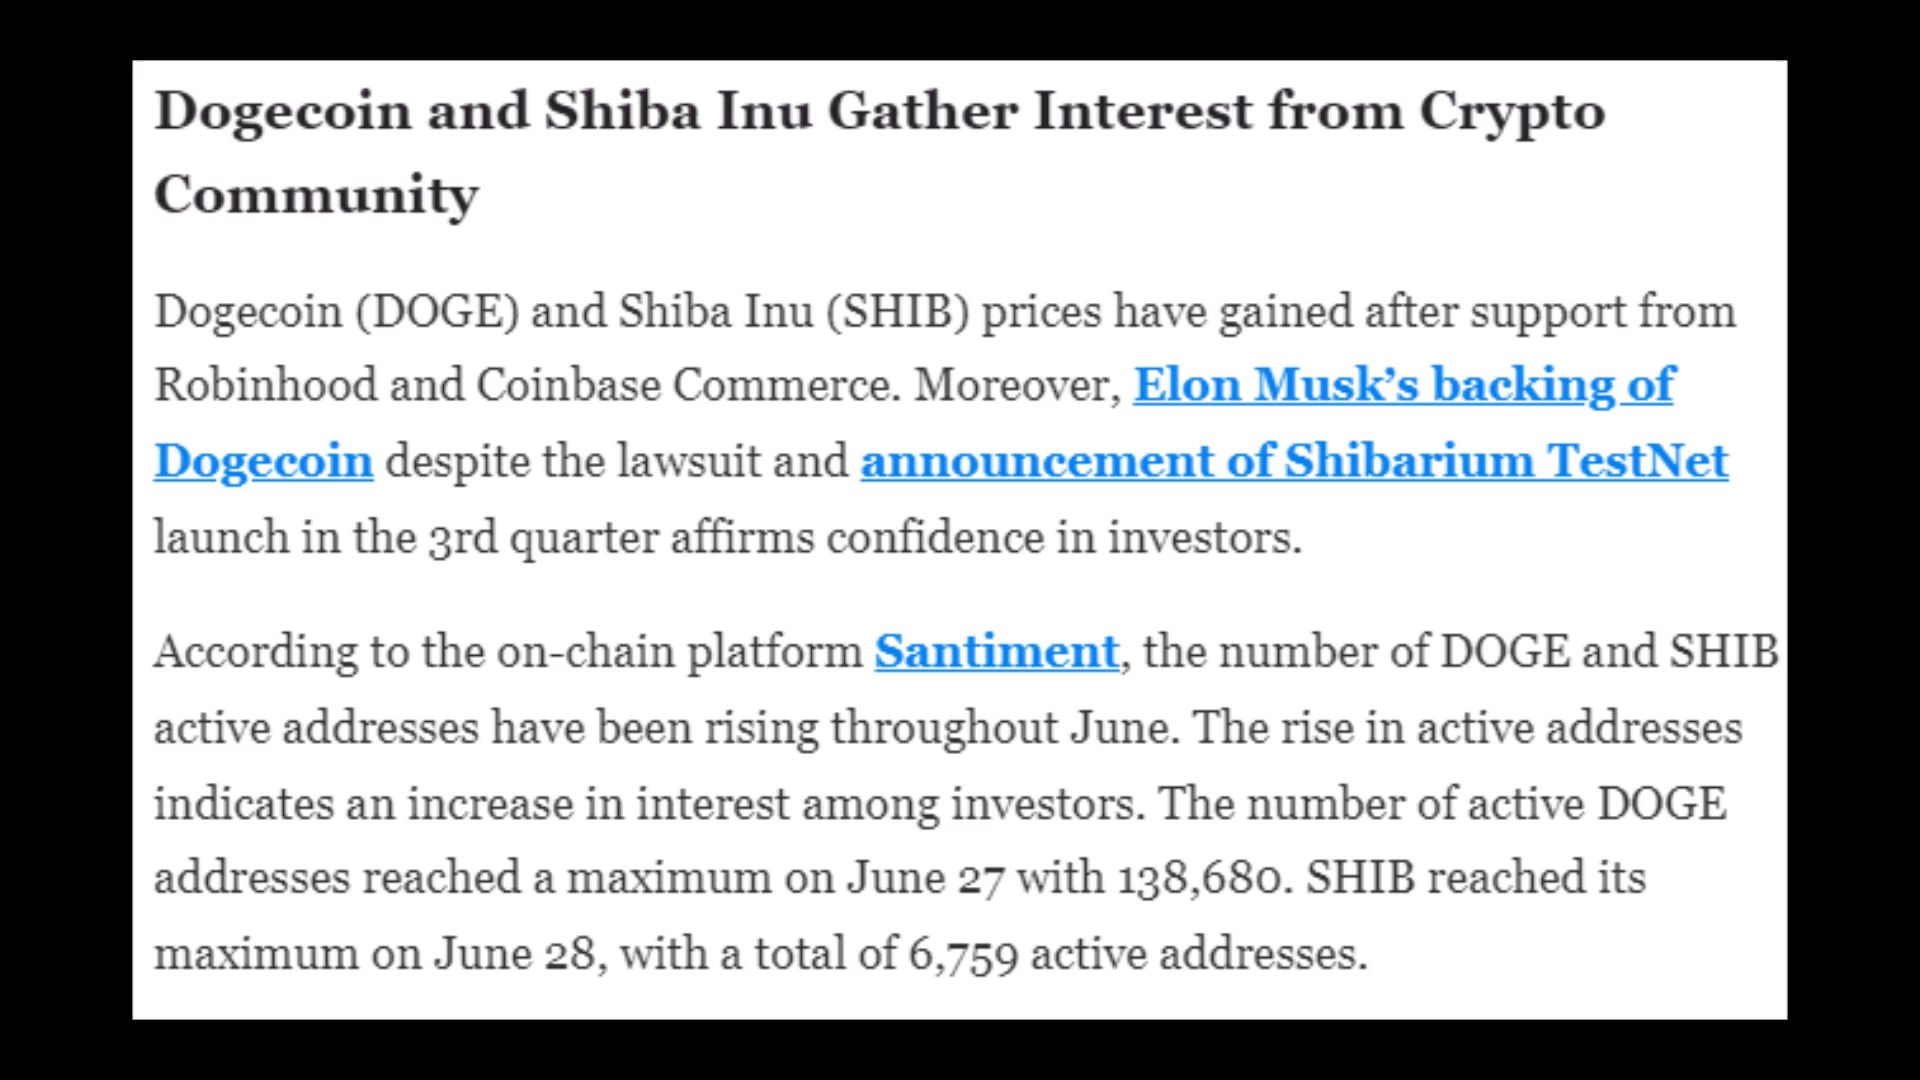 Dogecoin and Shiba Inu Gather Interest from Crypto
Community
Dogecoin (DOGE) and Shiba Inu (SHIB) prices have gained after support from
Robinhood and Coinbase Commerce. Moreover, Elon Musk’s backing of
Dogecoin despite the lawsuit and announcement of Shibarium TestNet
launch in the 3rd quarter affirms confidence in investors.
According to the on-chain platform Santiment, the number of DOGE and SHIB
active addresses have been rising throughout June. The rise in active addresses
indicates an increase in interest among investors. The number of active DOGE
addresses reached a maximum on June 27 with 138,680. SHIB reached its
maximum on June 28, with a total of 6,759 active addresses.